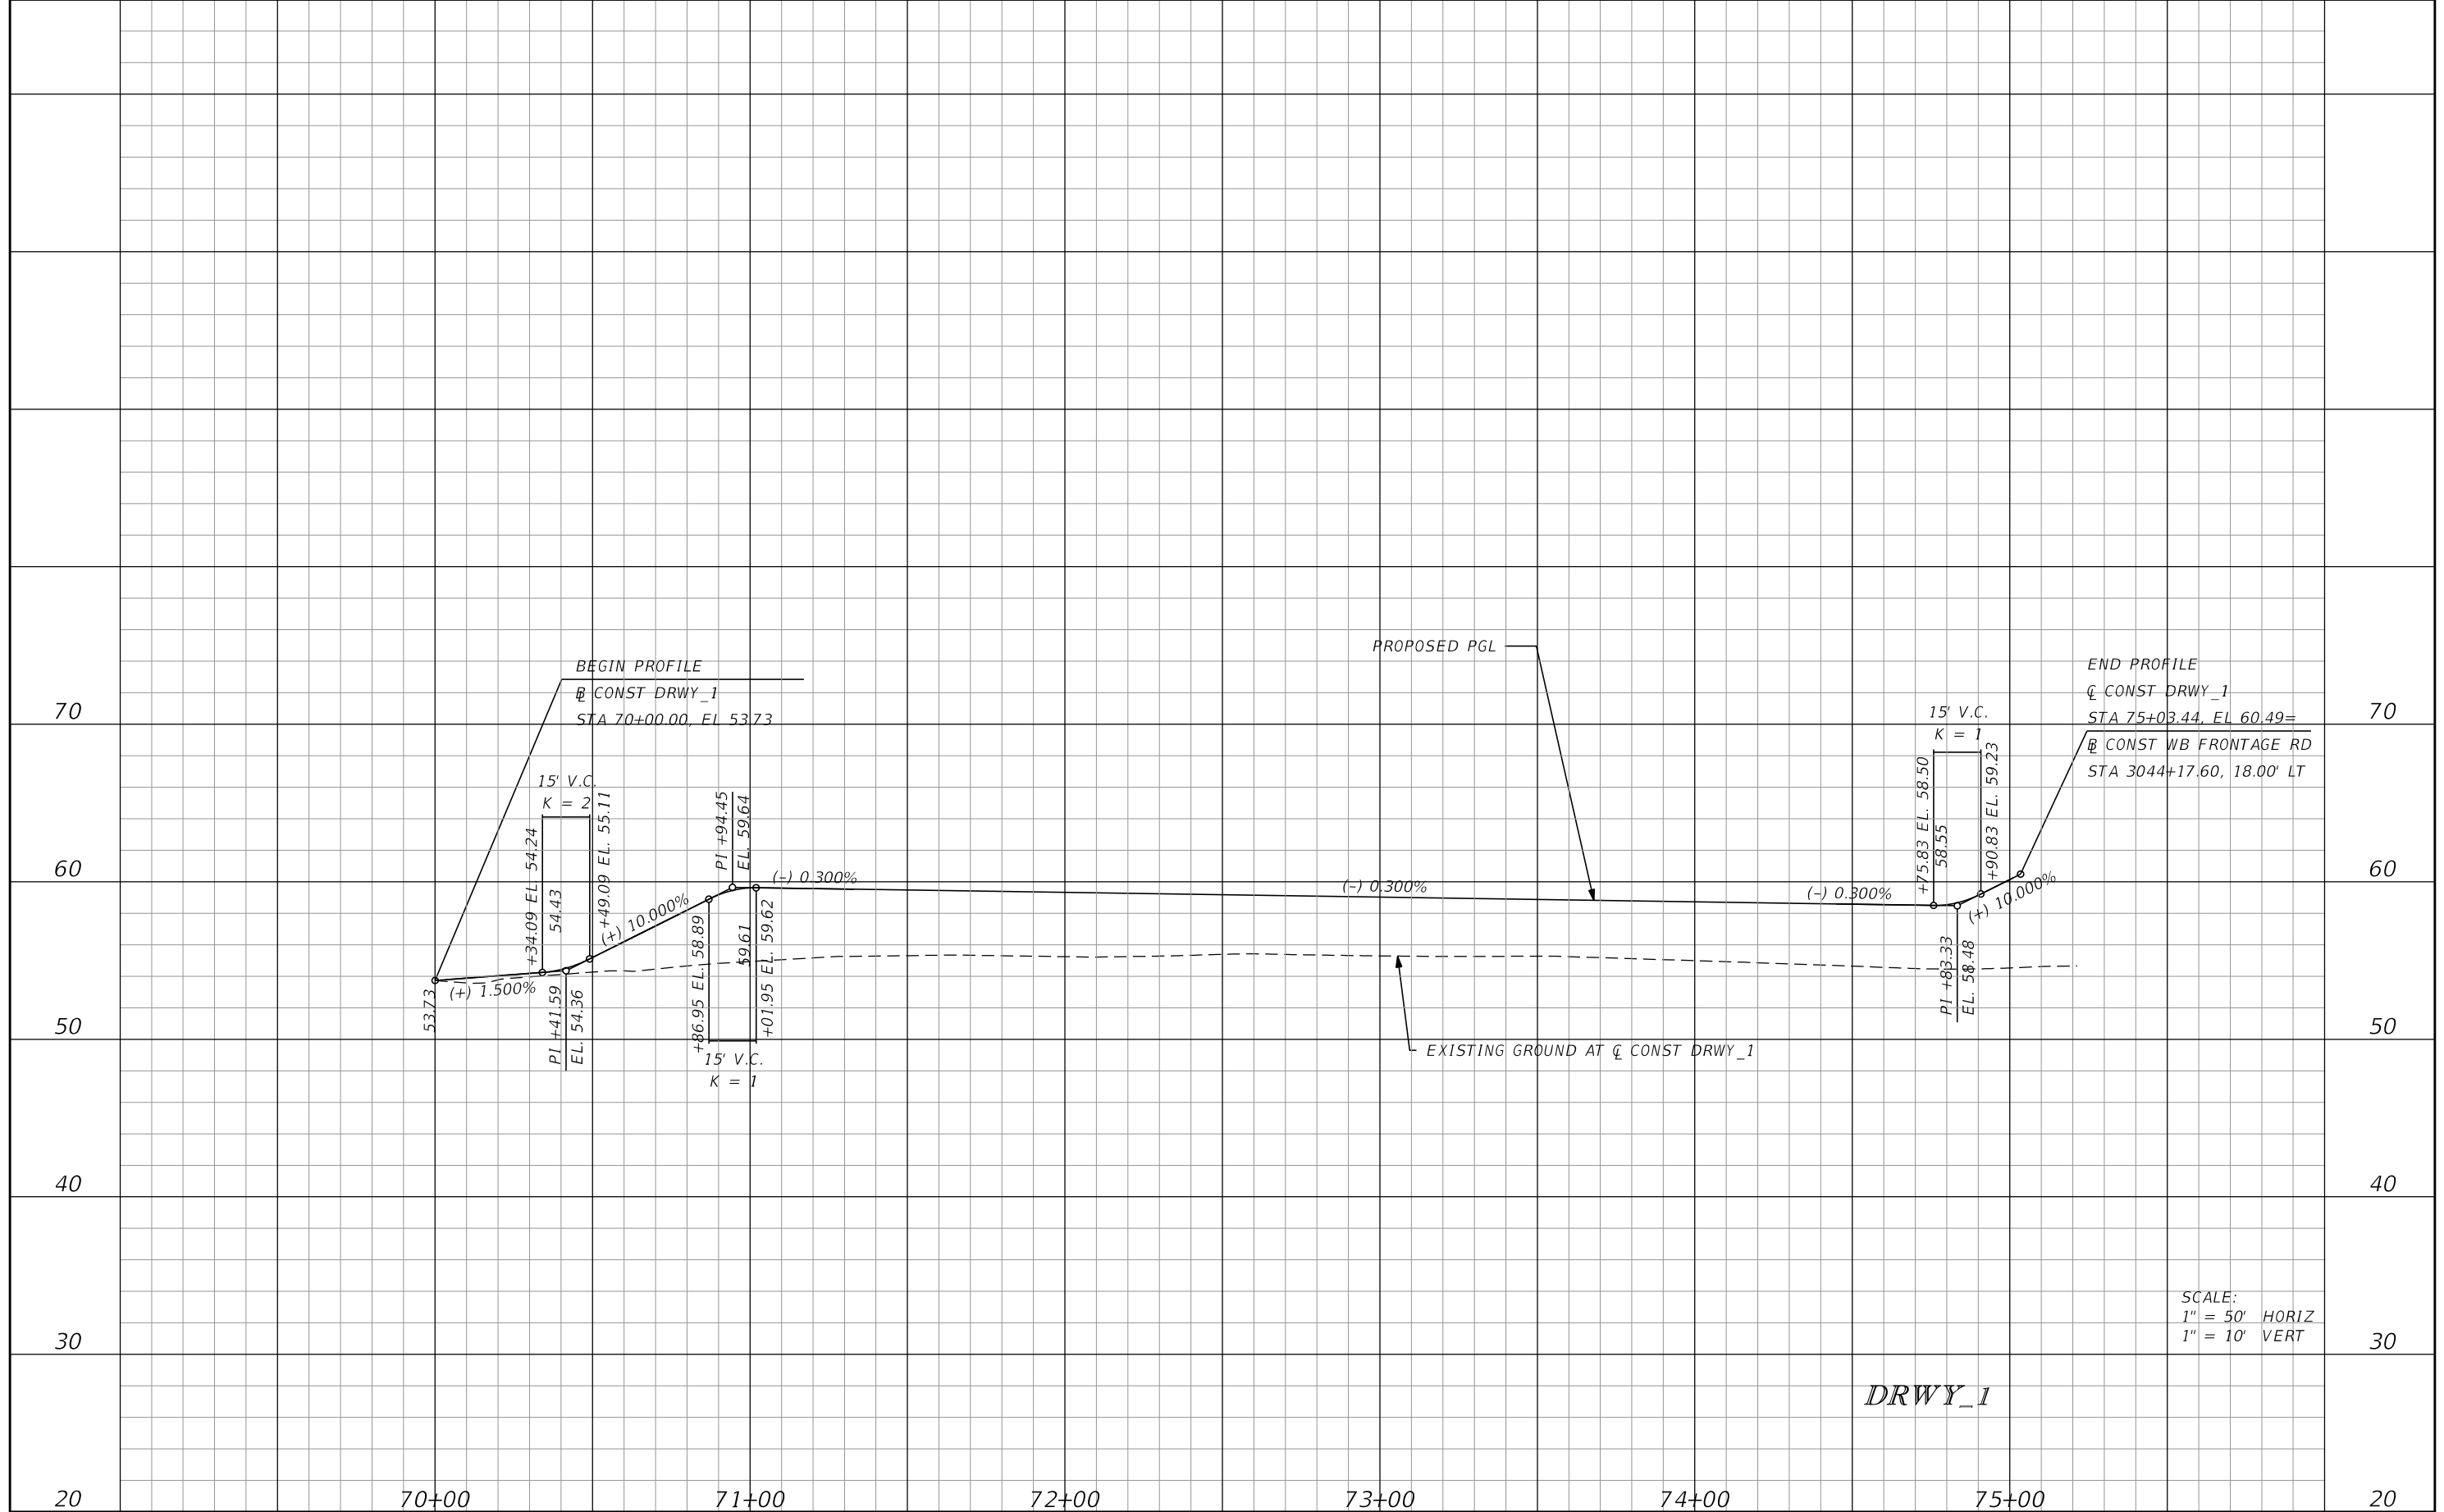 PROPOSED PGL
BEGIN PROFILE
℄ CONST DRWY_1
STA 70+00.00, EL 53.73
END PROFILE
℄ CONST DRWY_1
STA 75+03.44, EL 60.49=
℄ CONST WB FRONTAGE RD
STA 3044+17.60, 18.00' LT
70
70
15' V.C.
K = 1
15' V.C.
K = 2
+34.09 EL. 54.24
54.43
+49.09 EL. 55.11
PI +94.45
EL. 59.64
+75.83 EL. 58.50
58.55
+90.83 EL. 59.23
60
60
(+) 10.000%
(-) 0.300%
(-) 0.300%
(-) 0.300%
(+) 10.000%
53.73
(+) 1.500%
PI +41.59
EL. 54.36
+86.95 EL. 58.89
59.61
+01.95 EL. 59.62
PI +83.33
EL. 58.48
50
50
15' V.C.
K = 1
EXISTING GROUND AT ℄ CONST DRWY_1
40
40
SCALE:
1" = 50' HORIZ
1" = 10' VERT
30
30
DRWY_1
20
70+00
71+00
72+00
73+00
74+00
75+00
20